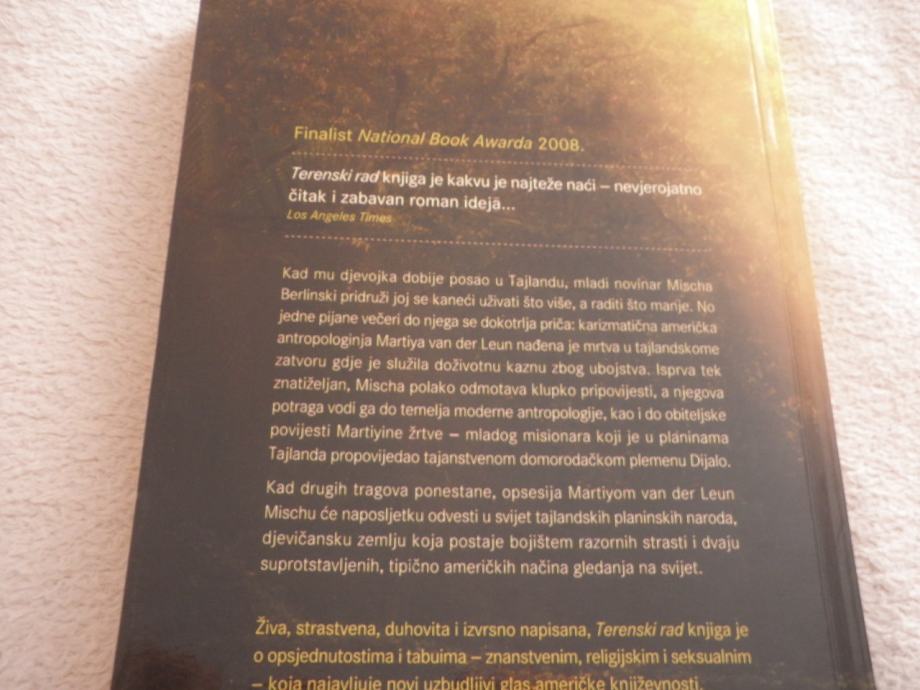 Finalist National Book Awarda 2008.
Terenski rad knjiga je kakvu je najteže naći – nevjerojatno
čitak i zabavan roman ideja...
Los Angeles Times
Kad mu djevojka dobije posao u Tajlandu, mladi novinar Mischa
Berlinski pridruži joj se kaneći uživati što više, a raditi što manje. No
jedne pijane večeri do njega se dokotrlja priča: karizmatična američka
antropologinja Martiya van der Leun nađena je mrtva u tajlandskome
zatvoru gdje je služila doživotnu kaznu zbog ubojstva. Isprva tek
znatiželjan, Mischa polako odmotava klupko pripovijesti, a njegova
potraga vodi ga do temelja moderne antropologije, kao i do obiteljske
povijesti Martiyine žrtve – mladog misionara koji je u planinama
Tajlanda propovijedao tajanstvenom domorodačkom plemenu Dijalo.
Kad drugih tragova ponestane, opsesija Martiyom van der Leun
Mischu će naposljetku odvesti u svijet tajlandskih planinskih naroda,
djevičansku zemlju koja postaje bojištem razornih strasti i dvaju
suprotstavljenih, tipično američkih načina gledanja na svijet.
Živa, strastvena, duhovita i izvrsno napisana, Terenski rad knjiga je
o opsjednutostima i tabuima – znanstvenim, religijskim i seksualnim
– koja najavljuje novi uzbudljivi glas američke književnosti.